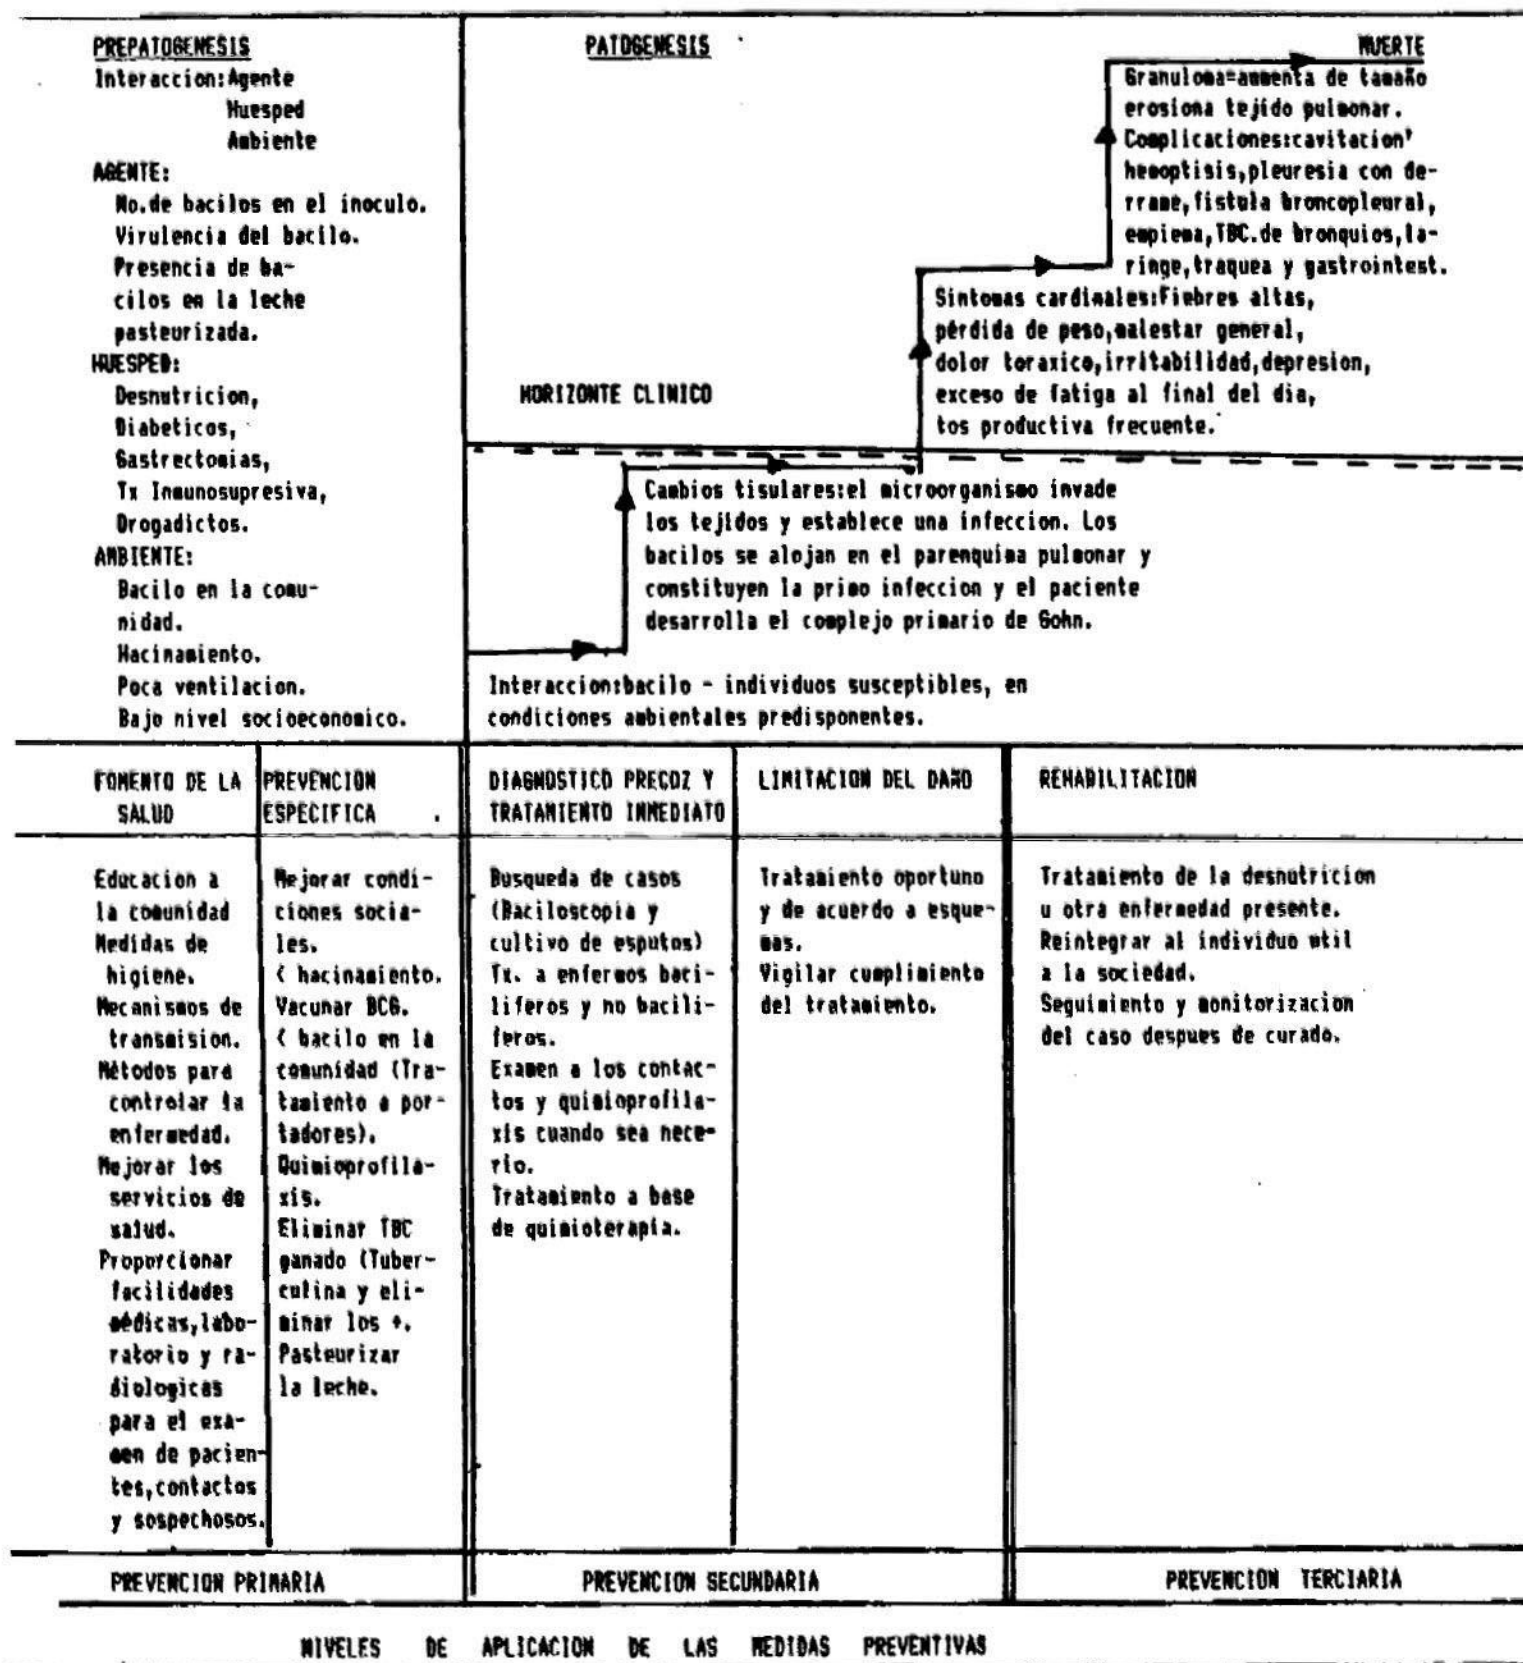 PREPATOGENESIS
Interaccion:Agente
Huesped
Ambiente
AGENTE:
No.de bacilos en el inoculo.
Virulencia del bacilo.
Presencia de ba-
cilos en la leche
pasteurizada.
HUESPED:
Desnutricion,
Diabeticos,
Gastrectomias,
Tx Inmunosupresiva,
Drogadictos.
AMBIENTE:
Bacilo en la comu-
nidad.
Hacinamiento.
Poca ventilacion.
Bajo nivel socioeconomico.
PATOGENESIS
MUERTE
Granuloma=aumenta de tamaño
erosiona tejido pulmonar.
Complicaciones:cavitacion'
hemoptisis,pleuresia con de-
rrame,fistula broncopleural,
empiema,TBC.de bronquios,la-
ringe,traquea y gastrointest.
Sintomas cardinales:Fiebres altas,
pérdida de peso,malestar general,
dolor toraxico,irritabilidad,depresion,
exceso de fatiga al final del dia,
tos productiva frecuente.
HORIZONTE CLINICO
Cambios tisulares:el microorganismo invade
los tejidos y establece una infeccion. Los
bacilos se alojan en el parenquima pulmonar y
constituyen la primo infeccion y el paciente
desarrolla el complejo primario de Gohn.
Interaccion:bacilo - individuos susceptibles, en
condiciones ambientales predisponentes.
FOMENTO DE LA
SALUD
Educacion a
la comunidad
Medidas de
higiene.
Mecanismos de
transmision.
Métodos para
controlar la
enfermedad.
Mejorar los
servicios de
salud.
Proporcionar
facilidades
médicas,labo-
ratorio y ra-
diologicas
para el exa-
men de pacien-
tes,contactos
y sospechosos.
PREVENCION
ESPECIFICA .
Mejorar condi-
ciones socia-
les.
< hacinamiento.
Vacunar BCG.
< bacilo en la
comunidad (Tra-
tamiento a por-
tadores).
Quimioprofila-
xis.
Eliminar TBC
ganado (Tuber-
culina y eli-
minar los +.
Pasteurizar
la leche.
DIAGNOSTICO PRECOZ Y
TRATAMIENTO INMEDIATO
Busqueda de casos
(Baciloscopia y
cultivo de esputos)
Tx. a enfermos baci-
liferos y no bacili-
feros.
Examen a los contac-
tos y quimioprofila-
xis cuando sea nece-
rio.
Tratamiento a base
de quimioterapia.
LIMITACION DEL DAÑO
Tratamiento oportuno
y de acuerdo a esque-
mas.
Vigilar cumplimiento
del tratamiento.
REHABILITACION
Tratamiento de la desnutricion
u otra enfermedad presente.
Reintegrar al individuo util
a la sociedad.
Seguimiento y monitorizacion
del caso despues de curado.
PREVENCION PRIMARIA
PREVENCION SECUNDARIA
PREVENCION TERCIARIA
NIVELES DE APLICACION DE LAS MEDIDAS PREVENTIVAS